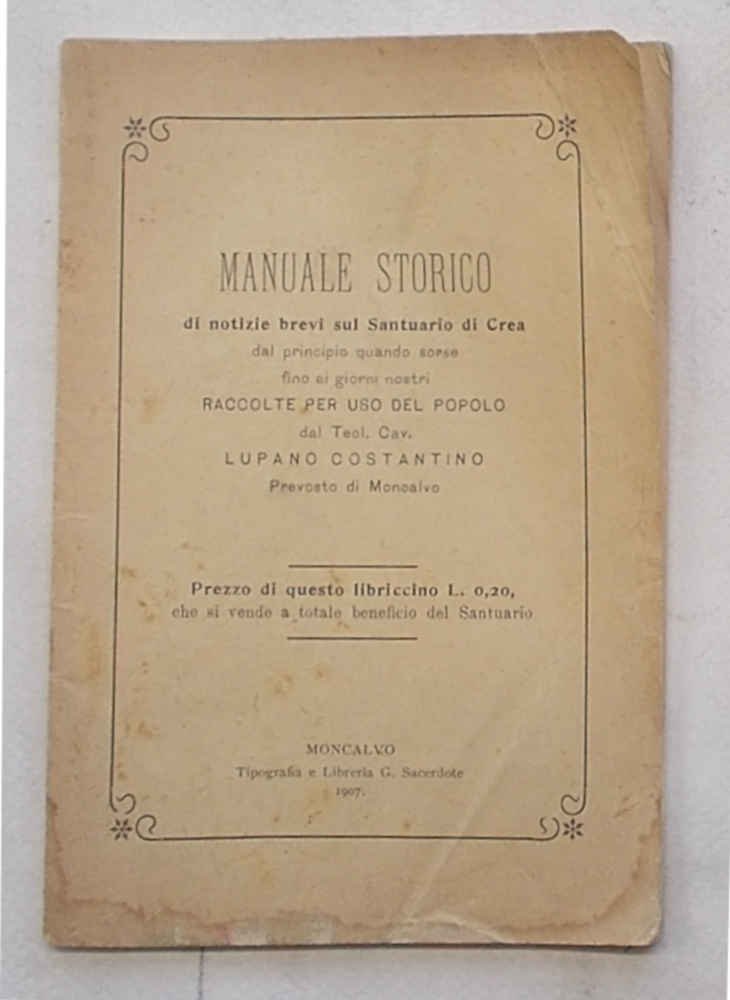 MANUALE STORICO
di notizie brevi sul Santuario di Crea
dal principio quando sorse
fino ai giorni nostri
RACCOLTE PER USO DEL POPOLO
dal Teol. Cav.
LUPANO COSTANTINO
Prevosto di Moncalvo
Prezzo di questo libriccino L. 0,20,
che si vende a totale beneficio del Santuario
MONCALVO
Tipografia e Libreria G. Sacerdote
1907.